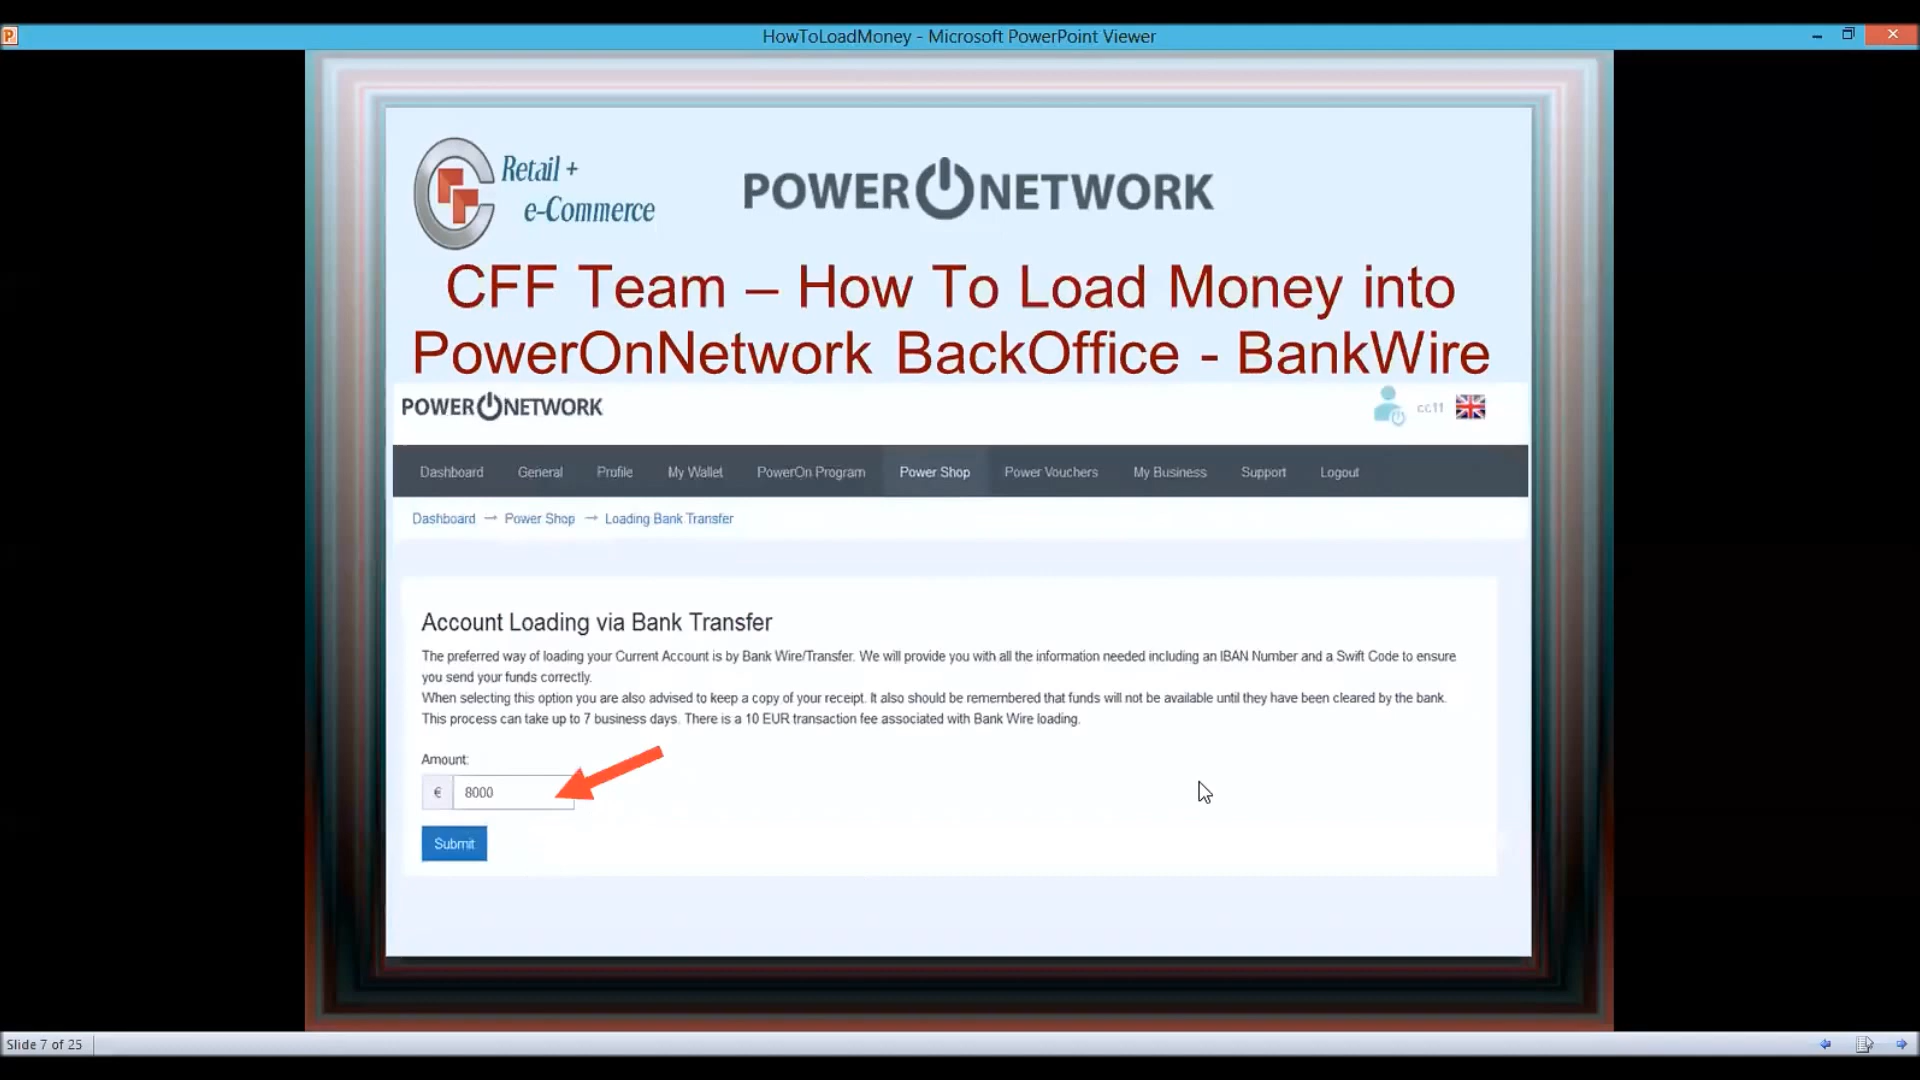 HowToLoadMoney - Microsoft PowerPoint Viewer
Retail +
e-Commerce
POWER NETWORK
CFF Team – How To Load Money into
PowerOnNetwork BackOffice - BankWire
POWER NETWORK
cc11
Dashboard General Profile My Wallet PowerOn Program Power Shop Power Vouchers My Business Support Logout
Dashboard → Power Shop → Loading Bank Transfer
Account Loading via Bank Transfer
The preferred way of loading your Current Account is by Bank Wire/Transfer. We will provide you with all the information needed including an IBAN Number and a Swift Code to ensure
you send your funds correctly.
When selecting this option you are also advised to keep a copy of your receipt. It also should be remembered that funds will not be available until they have been cleared by the bank.
This process can take up to 7 business days. There is a 10 EUR transaction fee associated with Bank Wire loading.
Amount:
€ 8000
Submit
Slide 7 of 25